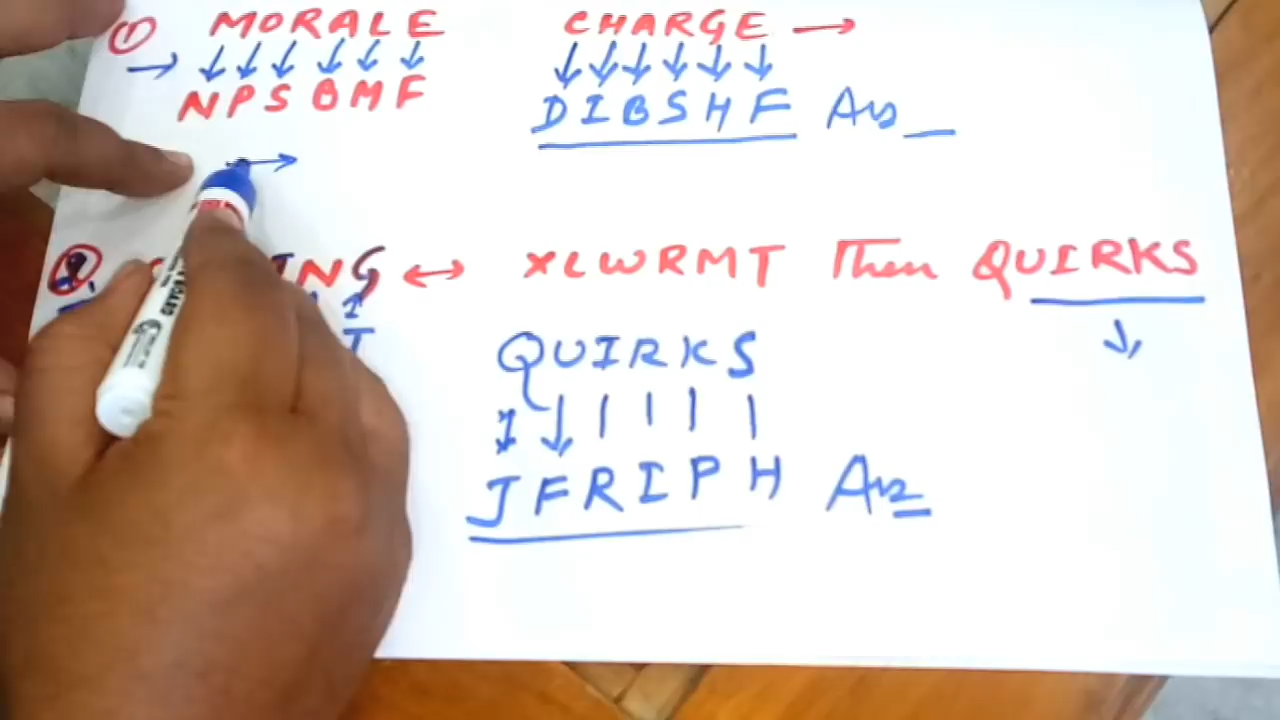 ① MORALE CHARGE →
→ ↓ ↓ ↓ ↓ ↓ ↓ ↓ ↓ ↓ ↓ ↓ ↓
NPSBMF DIBSHF Ans
ING ↔ XLWRMT Then QUIRKS
QUIRKS
JFRIPH Ans